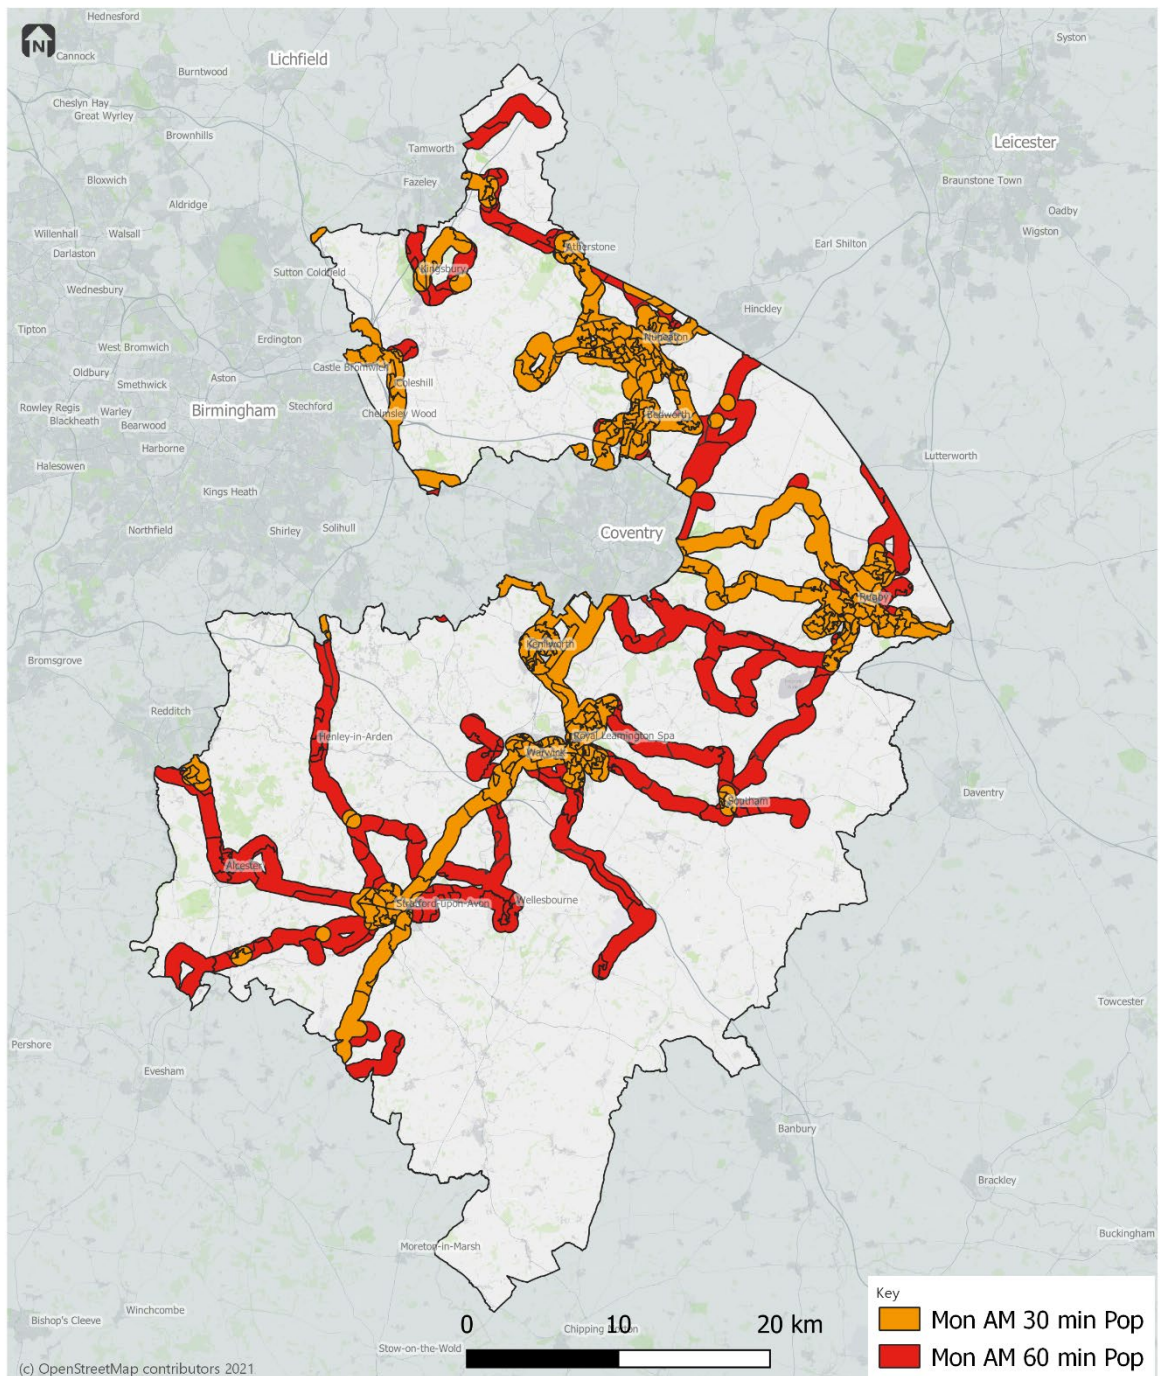 Hednesford
N
Cannock
Lichfield
Syston
Burntwood
Cheslyn Hay
Great Wyrley
Brownhills
Leicester
Tamworth
Bloxwich
Fazeley
Braunstone Town
Aldridge
Oadby
Willenhall
Walsall
Wigston
Darlaston
Atherstone
Earl Shilton
Sutton Coldfield
Kingsbury
Wednesbury
Hinckley
Tipton
Erdington
Nuneaton
West Bromwich
Castle Bromwich
Oldbury
Aston
Coleshill
Smethwick
Rowley Regis
Warley
Birmingham
Stechford
Chelmsley Wood
Bedworth
Blackheath
Bearwood
Harborne
Lutterworth
Halesowen
Kings Heath
Northfield
Shirley
Solihull
Coventry
Rugby
Kenilworth
Bromsgrove
Redditch
Henley-in-Arden
Royal Leamington Spa
Warwick
Daventry
Southam
Alcester
Stratford-upon-Avon
Wellesbourne
Towcester
Pershore
Evesham
Banbury
Brackley
Moreton-in-Marsh
Buckingham
Key
Winchcombe
Bishop's Cleeve
0 10 20 km
Mon AM 30 min Pop
Chipping Norton
Stow-on-the-Wold
Mon AM 60 min Pop
(c) OpenStreetMap contributors 2021